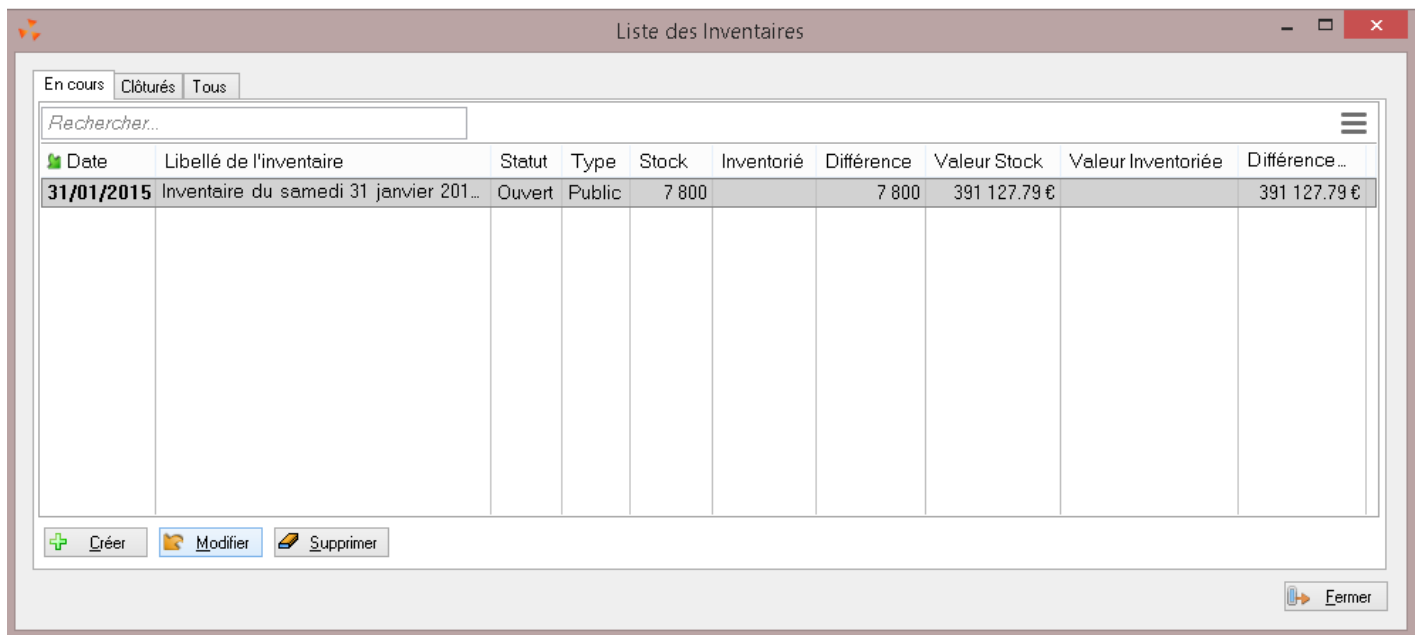 Liste des Inventaires
En cours Clôturés Tous
Rechercher...
Date Libellé de l'inventaire Statut Type Stock Inventorié Différence Valeur Stock Valeur Inventoriée Différence...
31/01/2015 Inventaire du samedi 31 janvier 201... Ouvert Public 7 800 7 800 391 127.79 € 391 127.79 €
Créer Modifier Supprimer
Fermer